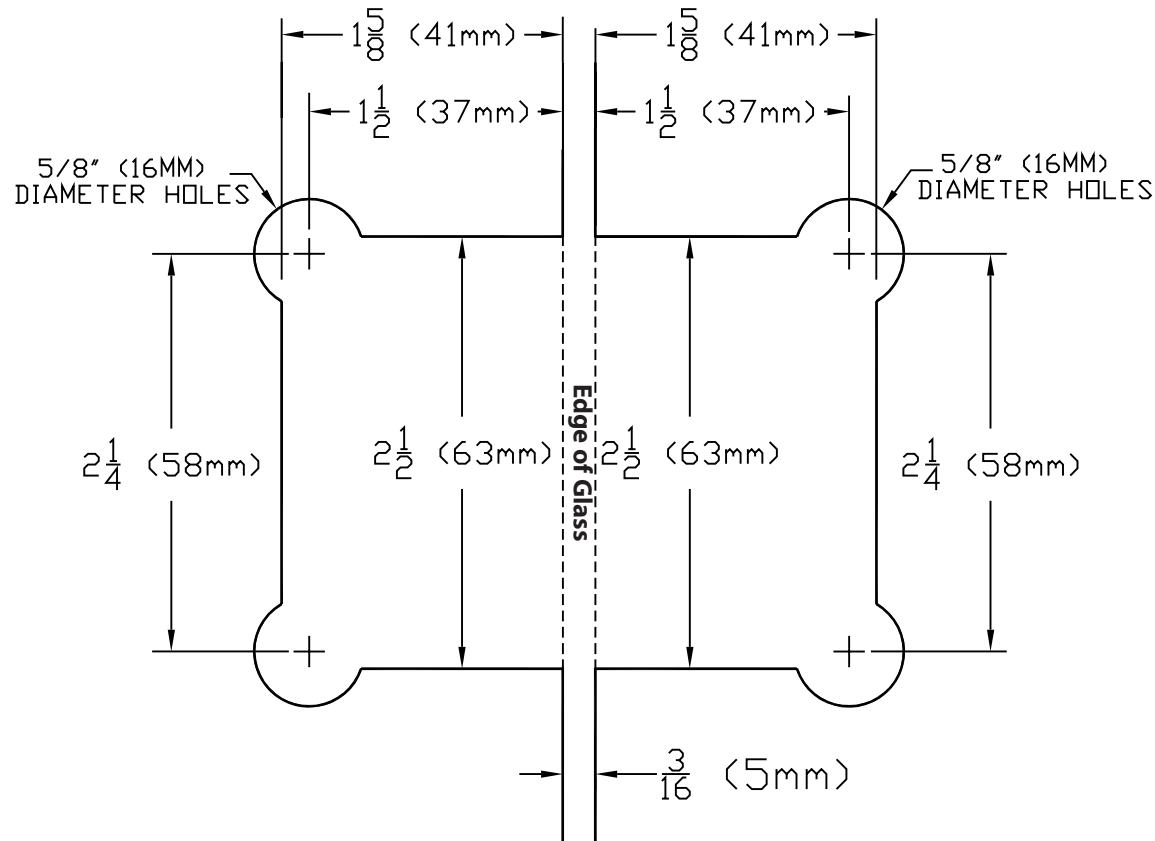 1 5/8 (41mm)
1 5/8 (41mm)
1 1/2 (37mm)
1 1/2 (37mm)
5/8" (16MM)
DIAMETER HOLES
5/8" (16MM)
DIAMETER HOLES
2 1/4 (58mm)
2 1/2 (63mm)
Edge of Glass
2 1/2 (63mm)
2 1/4 (58mm)
3/16 (5mm)